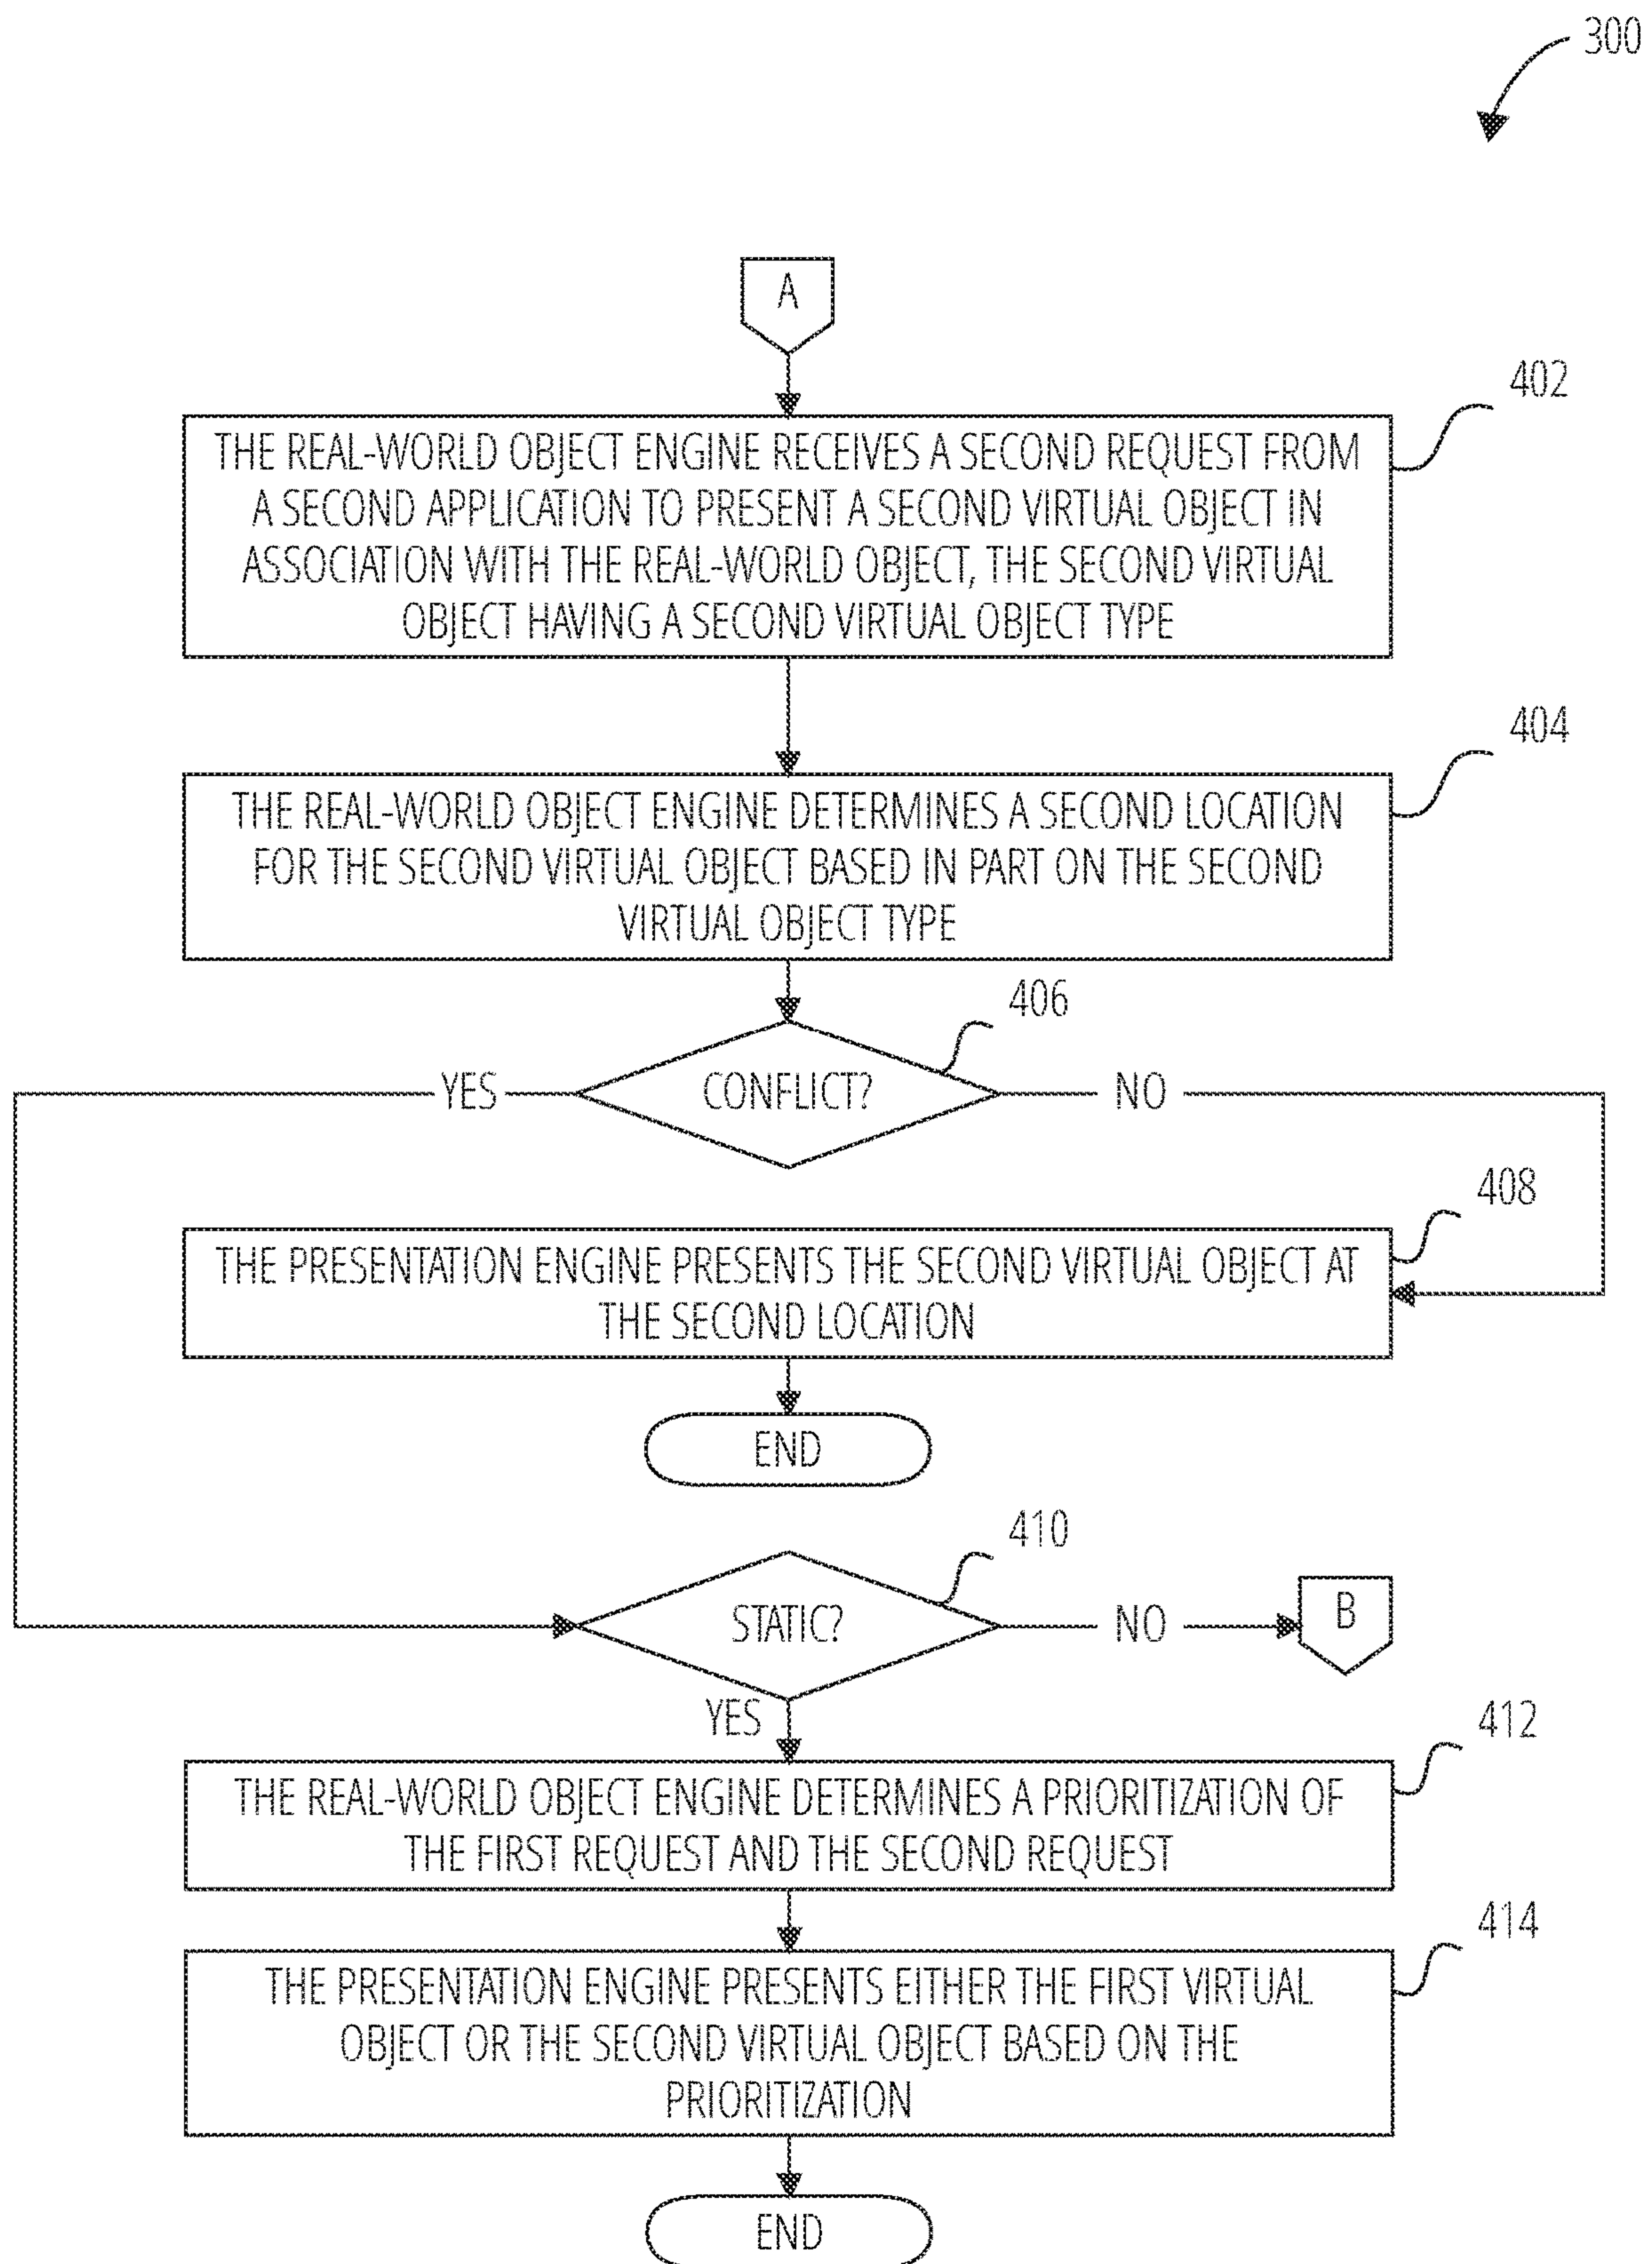 300
A
402
THE REAL-WORLD OBJECT ENGINE RECEIVES A SECOND REQUEST FROM
A SECOND APPLICATION TO PRESENT A SECOND VIRTUAL OBJECT IN
ASSOCIATION WITH THE REAL-WORLD OBJECT, THE SECOND VIRTUAL
OBJECT HAVING A SECOND VIRTUAL OBJECT TYPE
404
THE REAL-WORLD OBJECT ENGINE DETERMINES A SECOND LOCATION
FOR THE SECOND VIRTUAL OBJECT BASED IN PART ON THE SECOND
VIRTUAL OBJECT TYPE
406
YES
CONFLICT?
NO
408
THE PRESENTATION ENGINE PRESENTS THE SECOND VIRTUAL OBJECT AT
THE SECOND LOCATION
END
410
STATIC?
NO
B
YES
412
THE REAL-WORLD OBJECT ENGINE DETERMINES A PRIORITIZATION OF
THE FIRST REQUEST AND THE SECOND REQUEST
414
THE PRESENTATION ENGINE PRESENTS EITHER THE FIRST VIRTUAL
OBJECT OR THE SECOND VIRTUAL OBJECT BASED ON THE
PRIORITIZATION
END